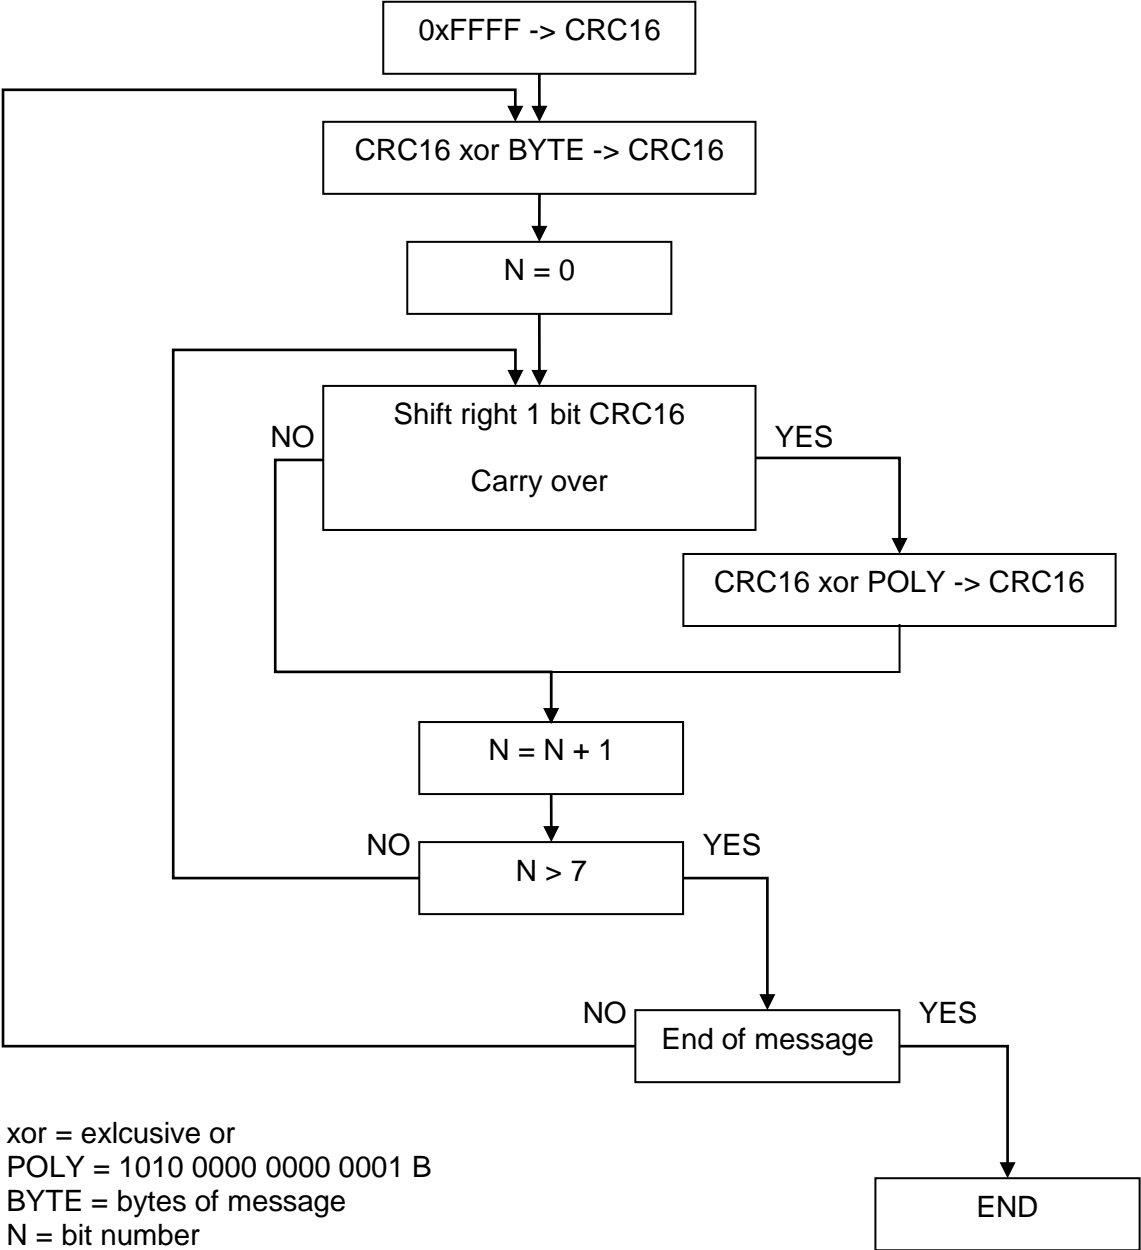 0xFFFF -> CRC16
CRC16 xor BYTE -> CRC16
N = 0
Shift right 1 bit CRC16
NO
YES
Carry over
CRC16 xor POLY -> CRC16
N = N + 1
NO
YES
N > 7
NO
YES
End of message
xor = exlcusive or
POLY = 1010 0000 0000 0001 B
BYTE = bytes of message
N = bit number
END